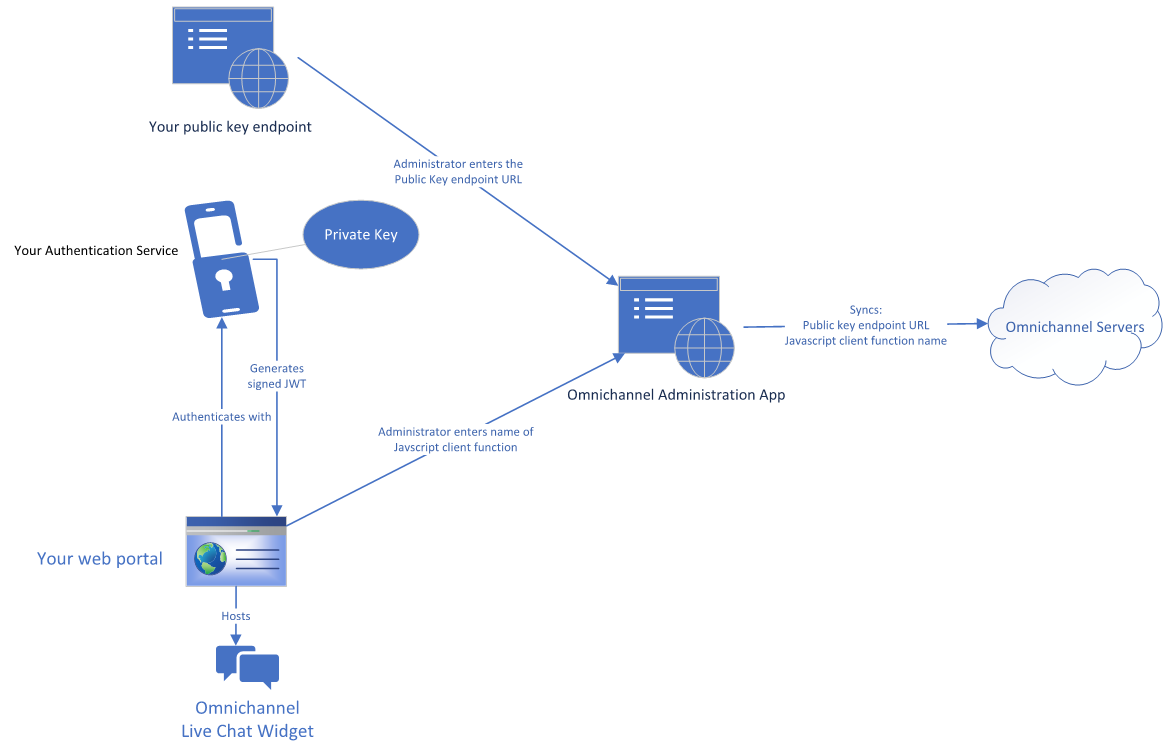 Your public key endpoint
Administrator enters the
Public Key endpoint URL
Private Key
Your Authentication Service
Syncs:
Public key endpoint URL
Javascript client function name
Omnichannel Servers
Generates
signed JWT
Omnichannel Administration App
Authenticates with
Administrator enters name of
Javscript client function
Your web portal
Hosts
Omnichannel
Live Chat Widget